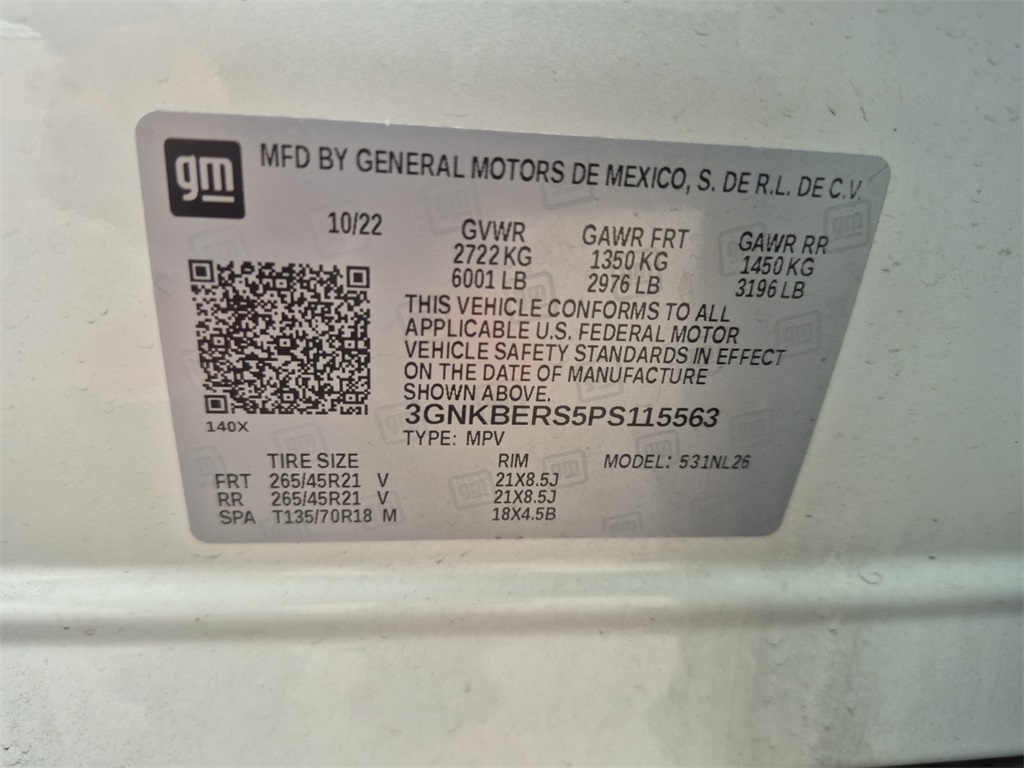 gm MFD BY GENERAL MOTORS DE MEXICO, S. DE R.L. DE C.V.
10/22 GVWR GAWR FRT GAWR RR
2722 KG 1350 KG 1450 KG
6001 LB 2976 LB 3196 LB
THIS VEHICLE CONFORMS TO ALL
APPLICABLE U.S. FEDERAL MOTOR
VEHICLE SAFETY STANDARDS IN EFFECT
ON THE DATE OF MANUFACTURE
SHOWN ABOVE.
3GNKBERS5PS115563
140X
TYPE: MPV
TIRE SIZE RIM MODEL: 531NL26
FRT 265/45R21 V 21X8.5J
RR 265/45R21 V 21X8.5J
SPA T135/70R18 M 18X4.5B